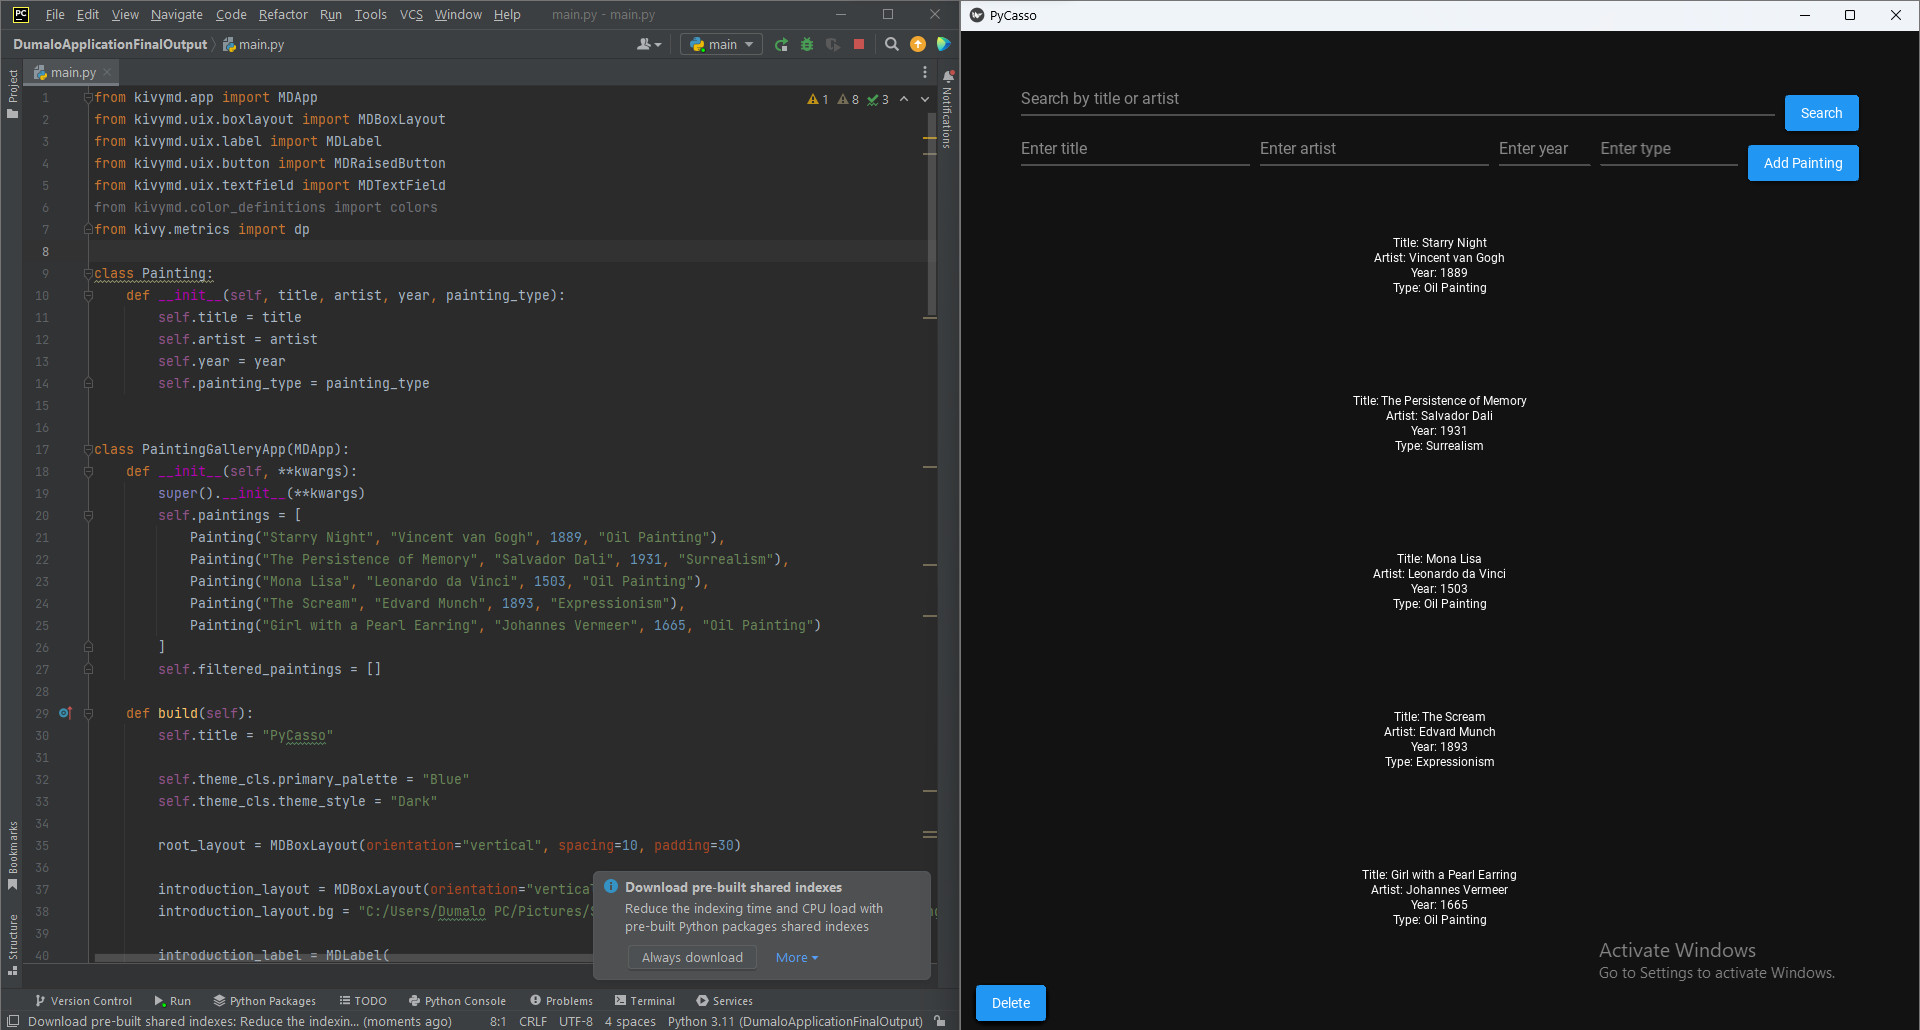 File Edit View Navigate Code Refactor Run Tools VCS Window Help main.py - main.py
DumaloApplicationFinalOutput main.py
main
Project
main.py
1 from kivymd.app import MDApp
1 8 3
2 from kivymd.uix.boxlayout import MDBoxLayout
3 from kivymd.uix.label import MDLabel
4 from kivymd.uix.button import MDRaisedButton
5 from kivymd.uix.textfield import MDTextField
6 from kivymd.color_definitions import colors
7 from kivy.metrics import dp
8
9 class Painting:
10 def __init__(self, title, artist, year, painting_type):
11 self.title = title
12 self.artist = artist
13 self.year = year
14 self.painting_type = painting_type
15
16
17 class PaintingGalleryApp(MDApp):
18 def __init__(self, **kwargs):
19 super().__init__(**kwargs)
20 self.paintings = [
21 Painting("Starry Night", "Vincent van Gogh", 1889, "Oil Painting"),
22 Painting("The Persistence of Memory", "Salvador Dali", 1931, "Surrealism"),
23 Painting("Mona Lisa", "Leonardo da Vinci", 1503, "Oil Painting"),
24 Painting("The Scream", "Edvard Munch", 1893, "Expressionism"),
25 Painting("Girl with a Pearl Earring", "Johannes Vermeer", 1665, "Oil Painting")
26 ]
27 self.filtered_paintings = []
28
29 def build(self):
30 self.title = "PyCasso"
31
32 self.theme_cls.primary_palette = "Blue"
33 self.theme_cls.theme_style = "Dark"
34
35 root_layout = MDBoxLayout(orientation="vertical", spacing=10, padding=30)
36
37 introduction_layout = MDBoxLayout(orientation="vertical
38 introduction_layout.bg = "C:/Users/Dumalo PC/Pictures/S
39
40 introduction_label = MDLabel(
Notifications
Bookmarks
Structure
Download pre-built shared indexes
Reduce the indexing time and CPU load with
pre-built Python packages shared indexes
Always download More
Version Control Run Python Packages TODO Python Console Problems Terminal Services
Download pre-built shared indexes: Reduce the indexin... (moments ago) 8:1 CRLF UTF-8 4 spaces Python 3.11 (DumaloApplicationFinalOutput)
PyCasso
Search by title or artist Search
Enter title Enter artist Enter year Enter type Add Painting
Title: Starry Night
Artist: Vincent van Gogh
Year: 1889
Type: Oil Painting
Title: The Persistence of Memory
Artist: Salvador Dali
Year: 1931
Type: Surrealism
Title: Mona Lisa
Artist: Leonardo da Vinci
Year: 1503
Type: Oil Painting
Title: The Scream
Artist: Edvard Munch
Year: 1893
Type: Expressionism
Title: Girl with a Pearl Earring
Artist: Johannes Vermeer
Year: 1665
Type: Oil Painting
Activate Windows
Go to Settings to activate Windows.
Delete